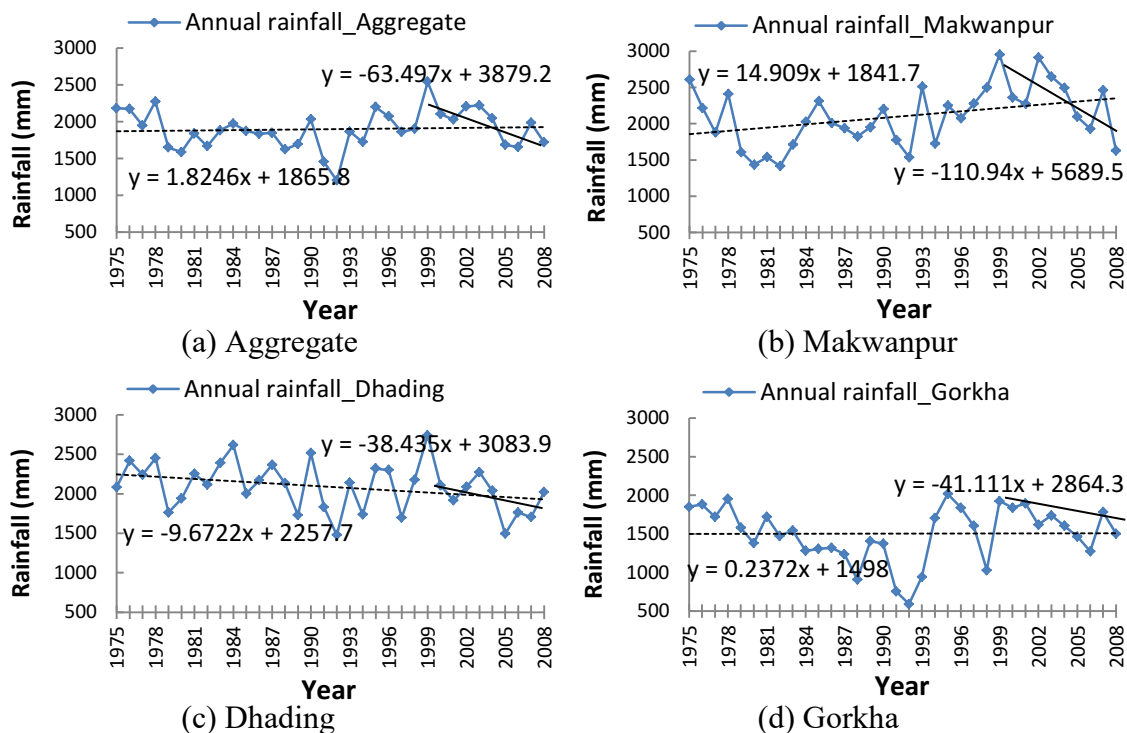 Annual rainfall_Aggregate
3000
2500
2000
1500
1000
500
Rainfall (mm)
y = -63.497x + 3879.2
y = 1.8246x + 1865.8
1975 1978 1981 1984 1987 1990 1993 1996 1999 2002 2005 2008
Year
(a) Aggregate
Annual rainfall_Makwanpur
3000
2500
2000
1500
1000
500
Rainfall (mm)
y = 14.909x + 1841.7
y = -110.94x + 5689.5
1975 1978 1981 1984 1987 1990 1993 1996 1999 2002 2005 2008
Year
(b) Makwanpur
Annual rainfall_Dhading
3000
2500
2000
1500
1000
500
Rainfall (mm)
y = -38.435x + 3083.9
y = -9.6722x + 2257.7
1975 1978 1981 1984 1987 1990 1993 1996 1999 2002 2005 2008
Year
(c) Dhading
Annual rainfall_Gorkha
3000
2500
2000
1500
1000
500
Rainfall (mm)
y = -41.111x + 2864.3
y = 0.2372x + 1498
1975 1978 1981 1984 1987 1990 1993 1996 1999 2002 2005 2008
Year
(d) Gorkha